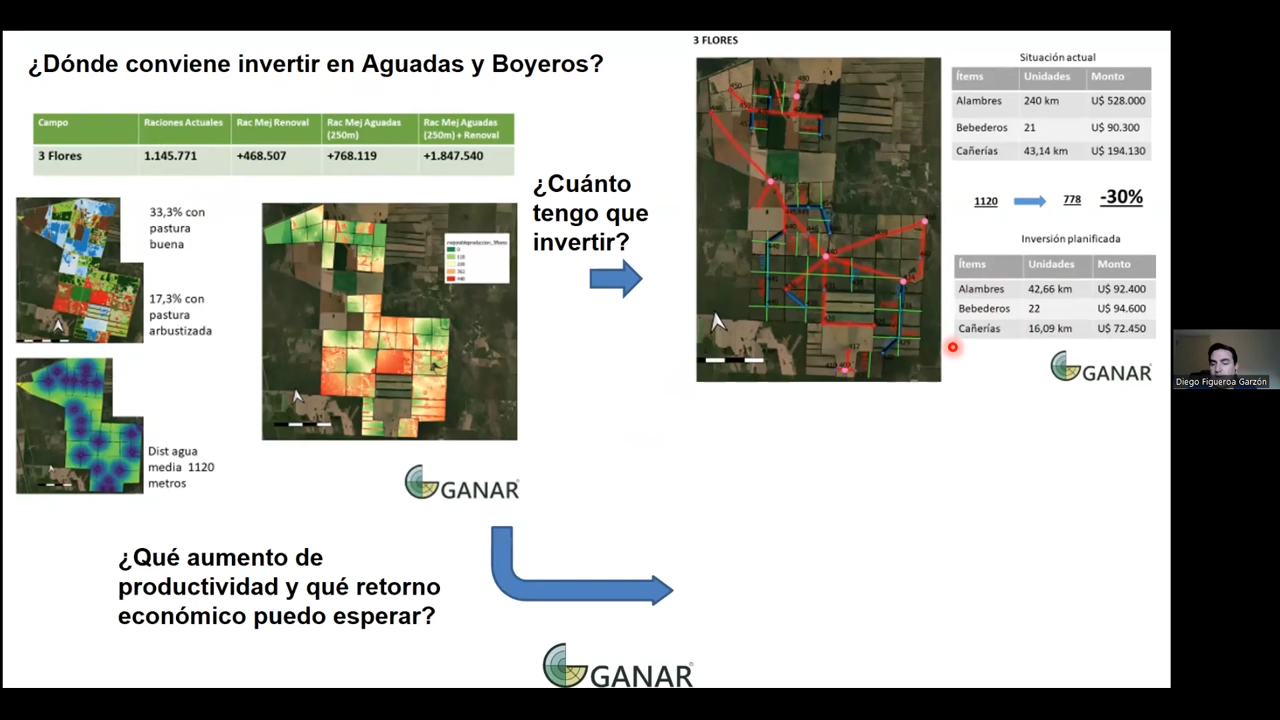 ¿Dónde conviene invertir en Aguadas y Boyeros?
Campo Raciones Actuales Rac Mej Renoval Rac Mej Aguadas (250m) Rac Mej Aguadas (250m) + Renoval
3 Flores 1.145.771 +468.507 +768.119 +1.847.540
33,3% con
pastura
buena
17,3% con
pastura
arbustizada
Dist agua
media 1120
metros
GANAR
¿Cuánto
tengo que
invertir?
3 FLORES
Situación actual
Ítems Unidades Monto
Alambres 240 km U$ 528.000
Bebederos 21 U$ 90.300
Cañerías 43,14 km U$ 194.130
1120 778 -30%
Inversión planificada
Ítems Unidades Monto
Alambres 42,66 km U$ 92.400
Bebederos 22 U$ 94.600
Cañerías 16,09 km U$ 72.450
GANAR
Diego Figueroa Garzón
¿Qué aumento de
productividad y qué retorno
económico puedo esperar?
GANAR